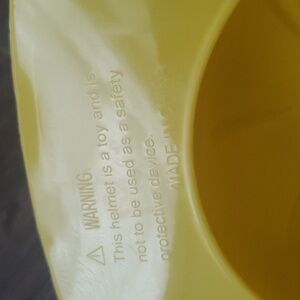 ⚠ WARNING:
This helmet is a toy and is
not to be used as a safety
protective device.
MADE IN